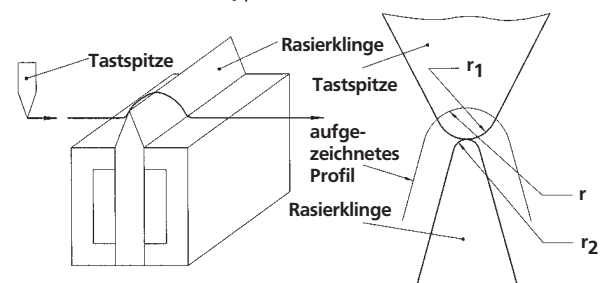 Tastspitze
Rasierklinge
Tastspitze
r1
aufge-
zeichnetes
Profil
Rasierklinge
r
r2